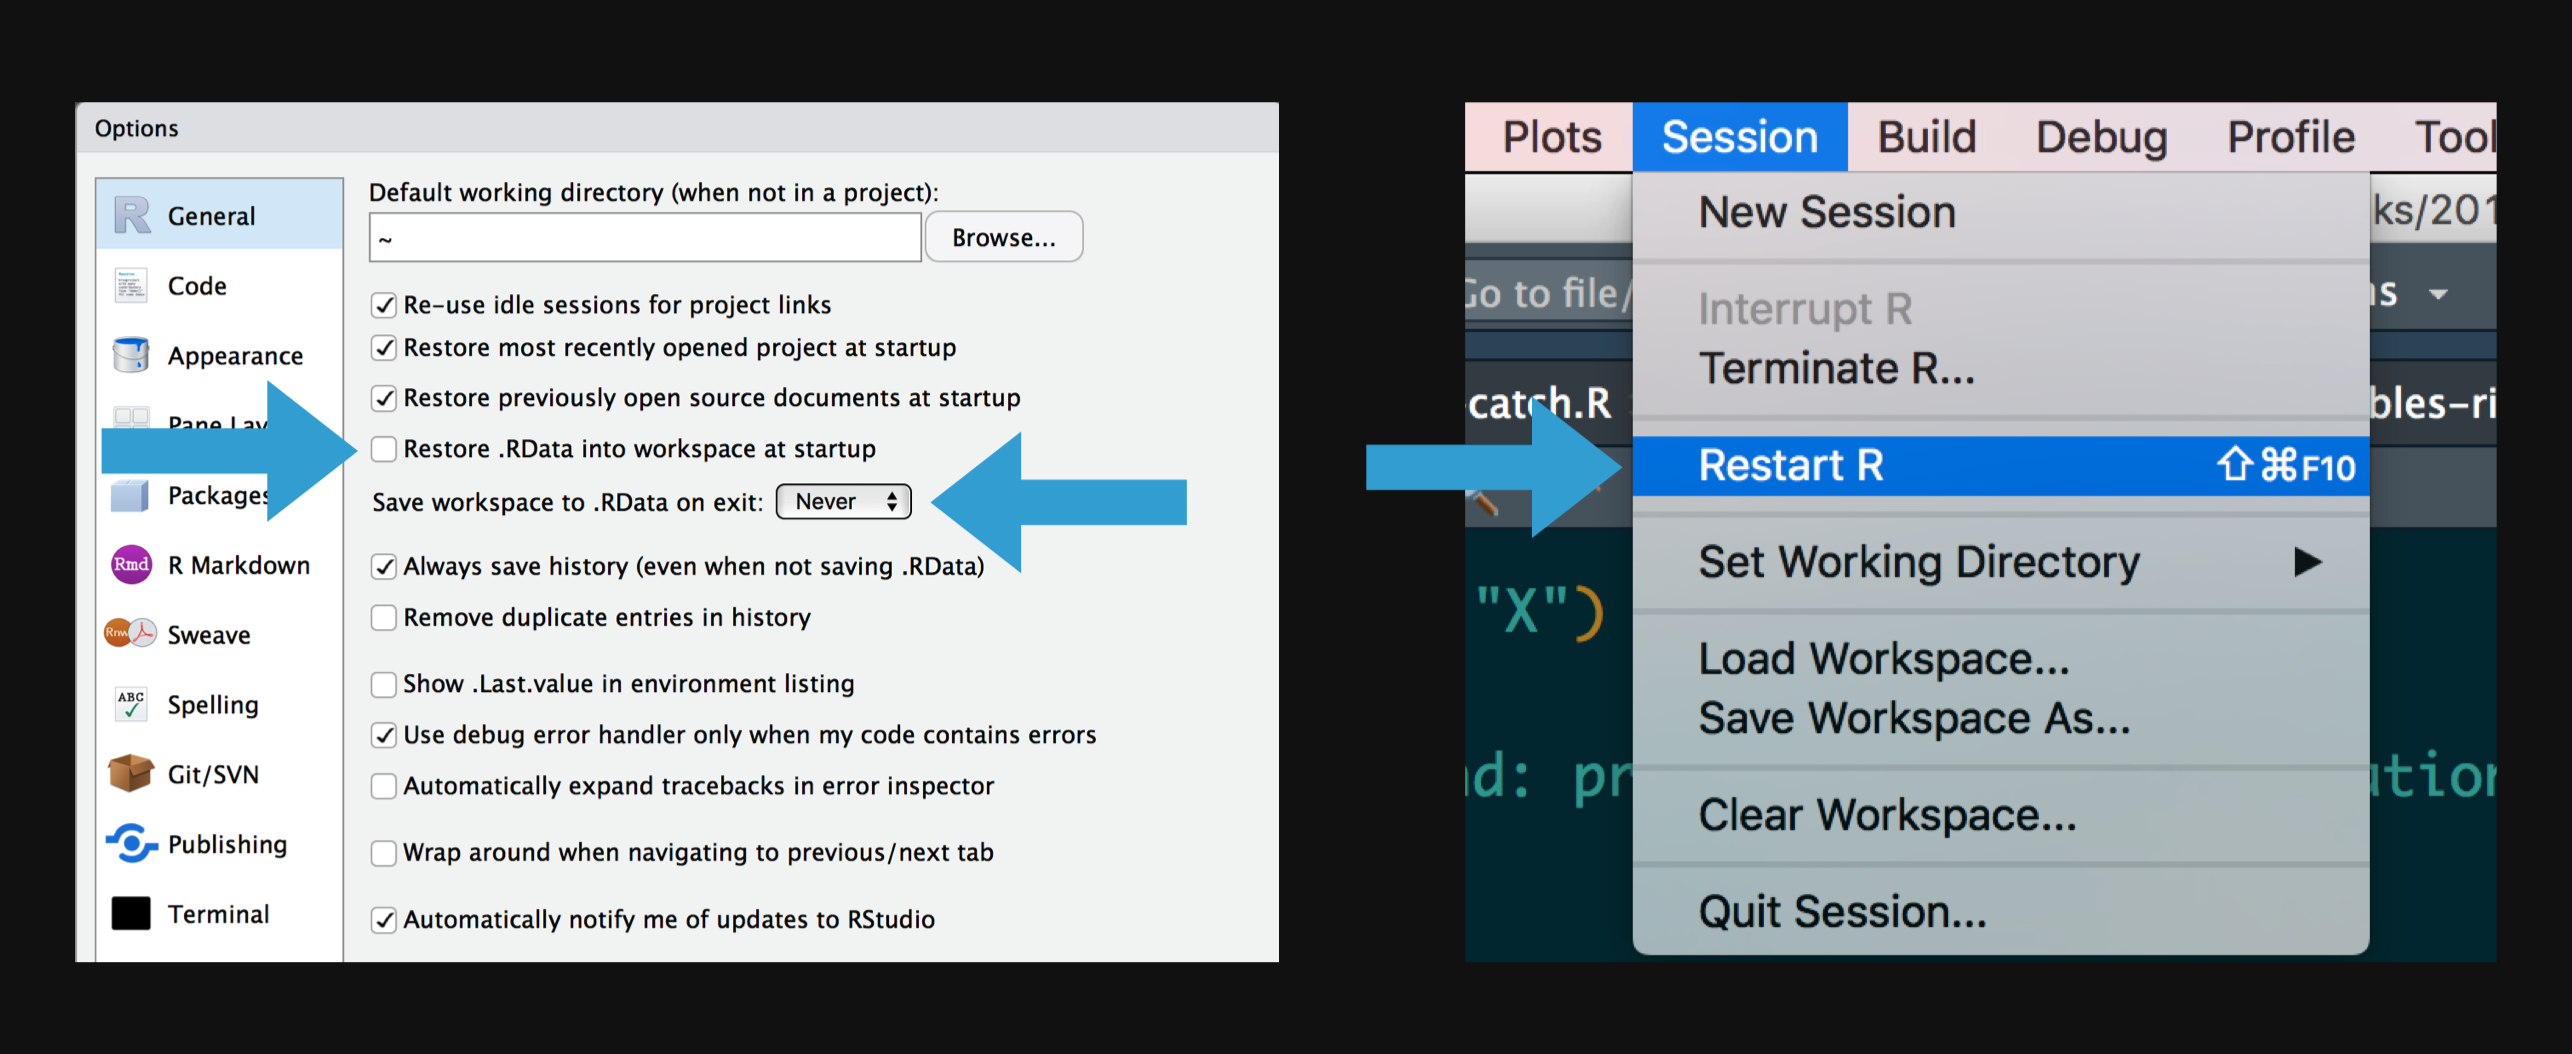 Options
General
Code
Appearance
Pane Lay
Packages
R Markdown
Sweave
Spelling
Git/SVN
Publishing
Terminal
Rmd
Rnw
ABC
Default working directory (when not in a project):
~
Browse...
Re-use idle sessions for project links
Restore most recently opened project at startup
Restore previously open source documents at startup
Restore .RData into workspace at startup
Save workspace to .RData on exit: Never
Always save history (even when not saving .RData)
Remove duplicate entries in history
Show .Last.value in environment listing
Use debug error handler only when my code contains errors
Automatically expand tracebacks in error inspector
Wrap around when navigating to previous/next tab
Automatically notify me of updates to RStudio
Plots Session Build Debug Profile Tool
New Session
Interrupt R
Terminate R...
Restart R ⇧⌘F10
Set Working Directory ▶
Load Workspace...
Save Workspace As...
Clear Workspace...
Quit Session...
ks/201
Go to file/
ns
catch.R
bles-ri
"X")
nd: pr
ation